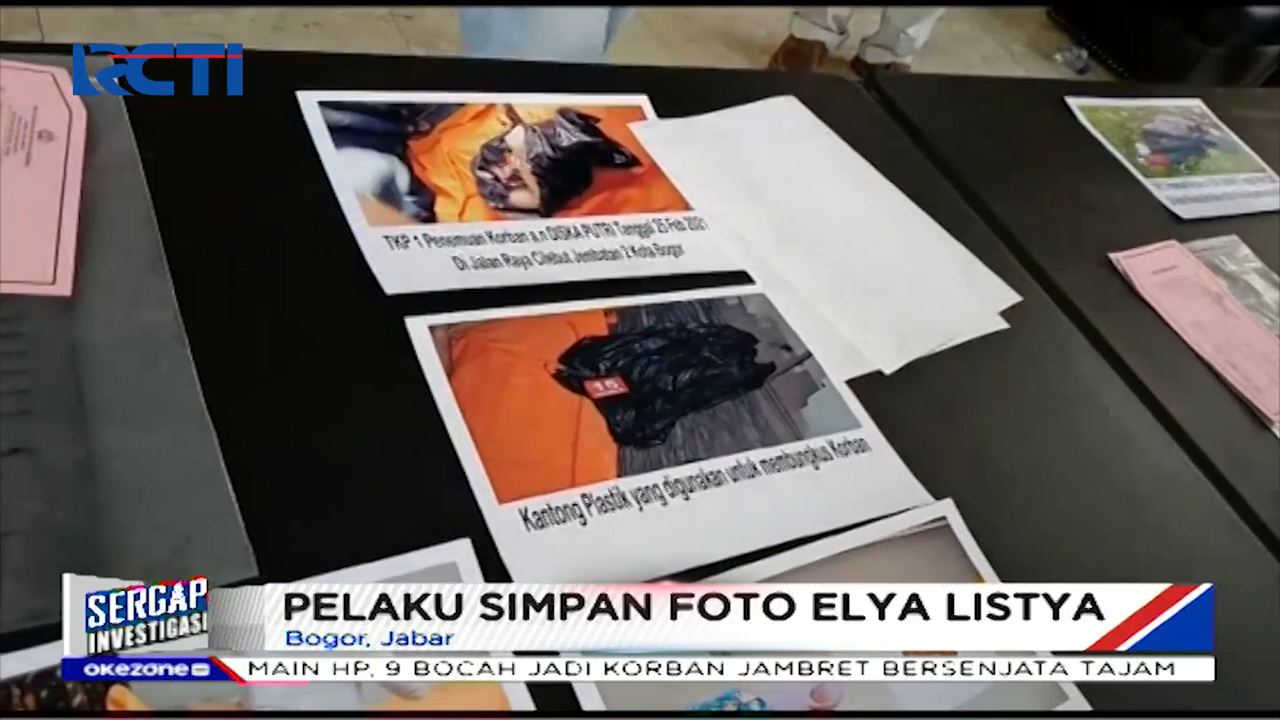 RCTI
TKP 1 Penemuan Korban a.n DISKA PUTRI Tanggal 25 Feb 2021
Di Jalan Raya Cilebut Jembatan 2 Kota Bogor
Kantong Plastik yang digunakan untuk membungkus Korban
SERGAP
INVESTIGASI
PELAKU SIMPAN FOTO ELYA LISTYA
Bogor, Jabar
OKEZONE
MAIN HP, 9 BOCAH JADI KORBAN JAMBRET BERSENJATA TAJAM